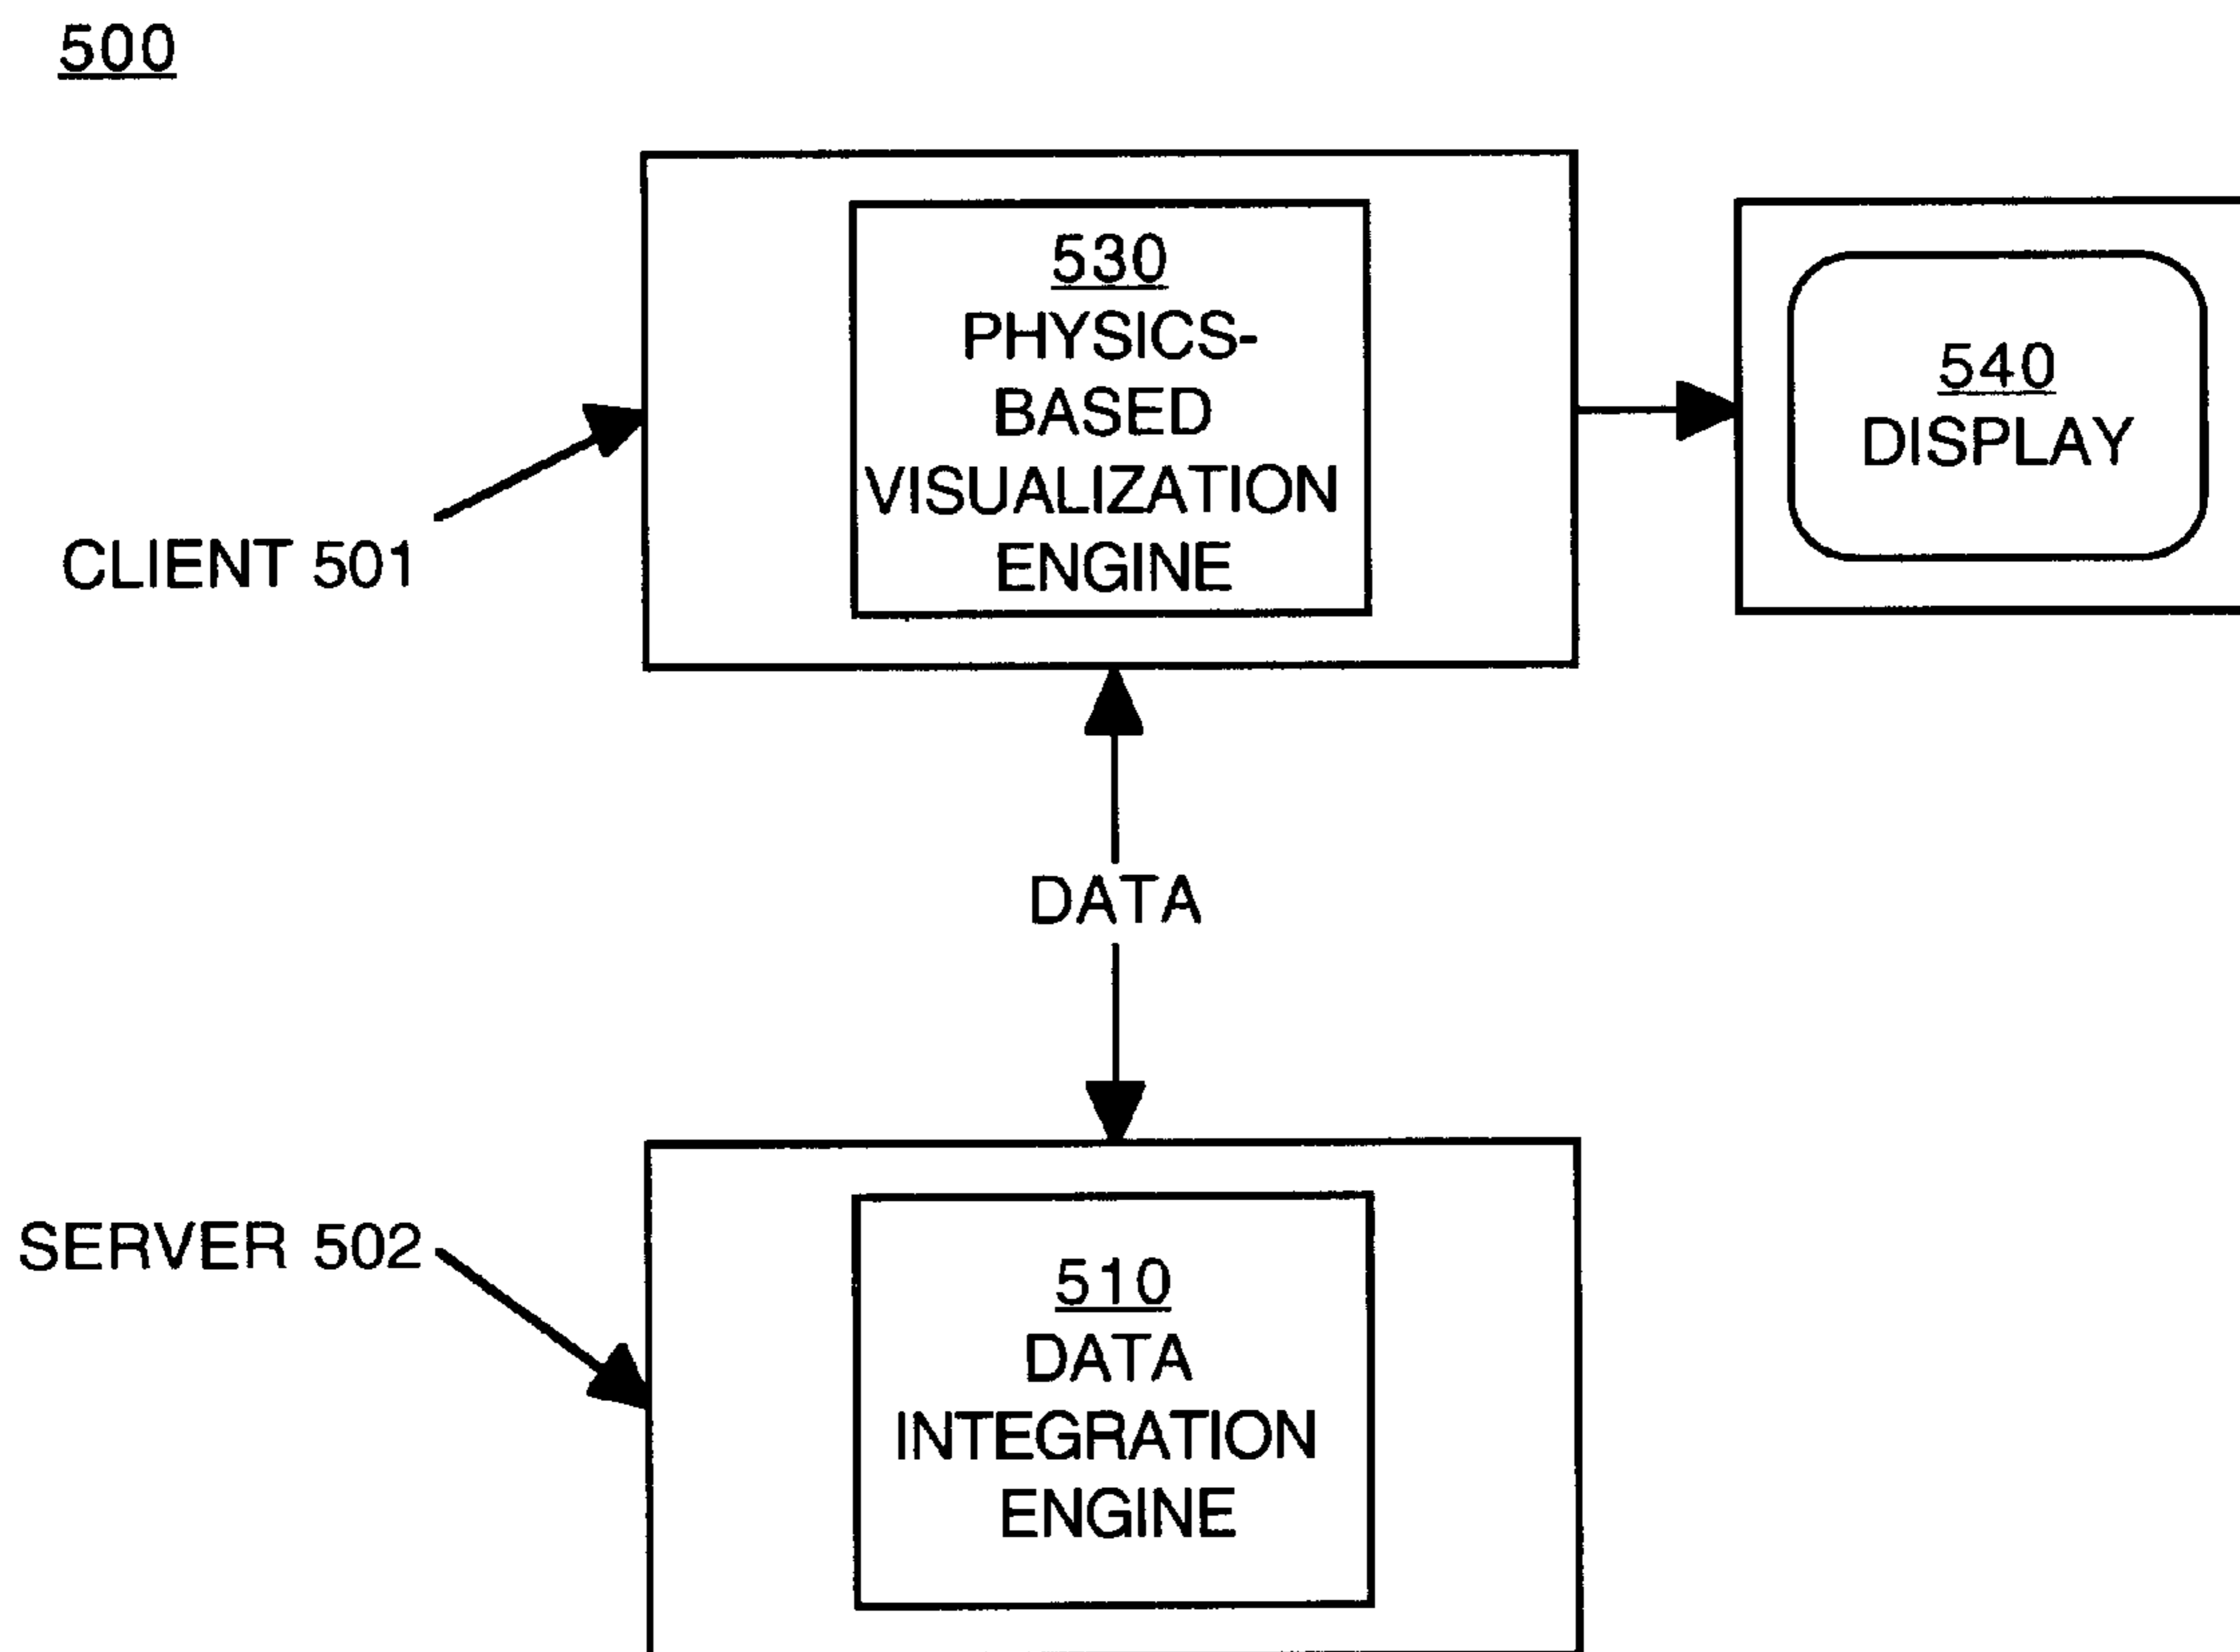 500
530
PHYSICS-
BASED
VISUALIZATION
ENGINE
540
DISPLAY
CLIENT 501
DATA
SERVER 502
510
DATA
INTEGRATION
ENGINE